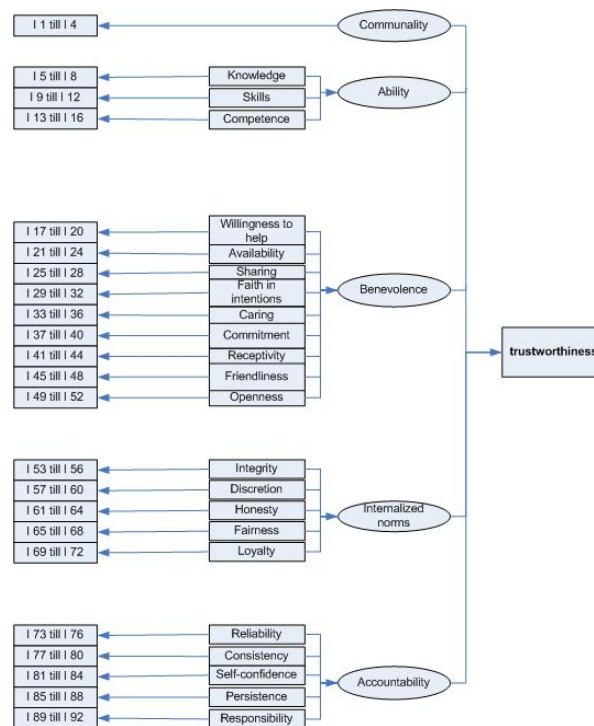 I 1 till I 4
Communality
I 5 till I 8
Knowledge
I 9 till I 12
Skills
Ability
I 13 till I 16
Competence
I 17 till I 20
Willingness to
help
I 21 till I 24
Availability
I 25 till I 28
Sharing
I 29 till I 32
Faith in
intentions
Benevolence
I 33 till I 36
Caring
I 37 till I 40
Commitment
I 41 till I 44
Receptivity
I 45 till I 48
Friendliness
I 49 till I 52
Openness
trustworthiness
I 53 till I 56
Integrity
I 57 till I 60
Discretion
I 61 till I 64
Honesty
Internalized
norms
I 65 till I 68
Fairness
I 69 till I 72
Loyalty
I 73 till I 76
Reliability
I 77 till I 80
Consistency
I 81 till I 84
Self-confidence
Accountability
I 85 till I 88
Persistence
I 89 till I 92
Responsibility